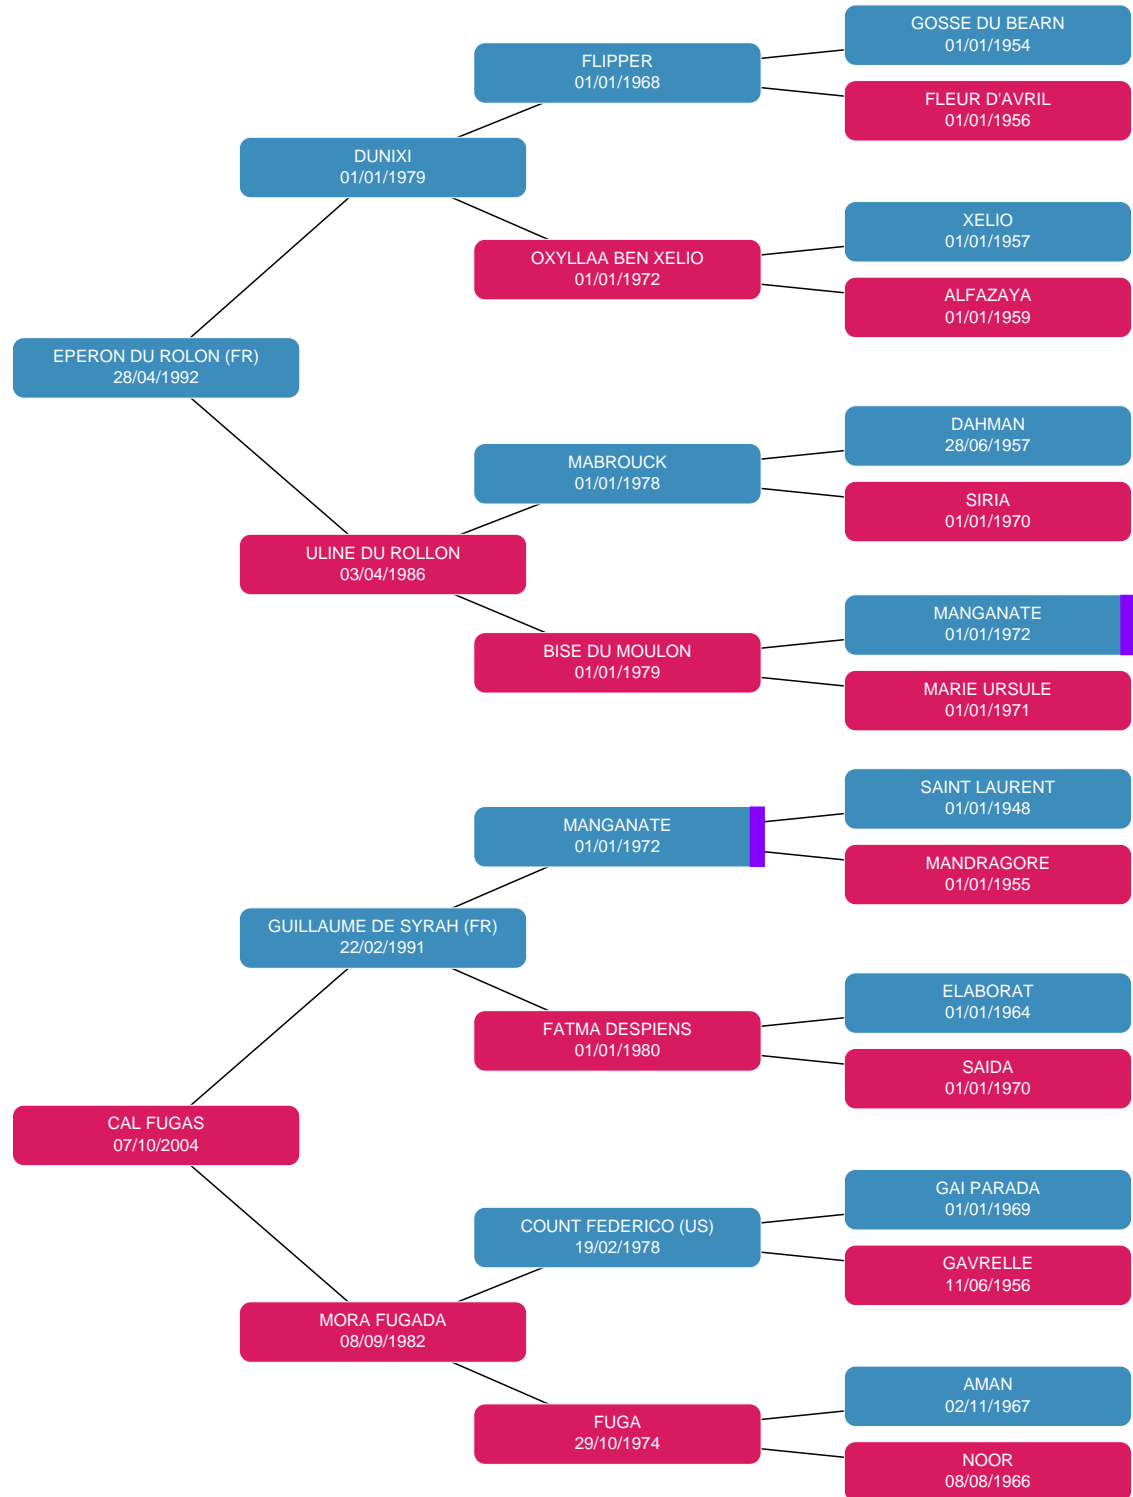 GOSSE DU BEARN
01/01/1954
FLIPPER
01/01/1968
FLEUR D'AVRIL
01/01/1956
DUNIXI
01/01/1979
XELIO
01/01/1957
OXYLLAA BEN XELIO
01/01/1972
ALFAZAYA
01/01/1959
EPERON DU ROLON (FR)
28/04/1992
DAHMAN
28/06/1957
MABROUCK
01/01/1978
SIRIA
01/01/1970
ULINE DU ROLLON
03/04/1986
MANGANATE
01/01/1972
BISE DU MOULON
01/01/1979
MARIE URSULE
01/01/1971
SAINT LAURENT
01/01/1948
MANGANATE
01/01/1972
MANDRAGORE
01/01/1955
GUILLAUME DE SYRAH (FR)
22/02/1991
ELABORAT
01/01/1964
FATMA DESPIENS
01/01/1980
SAIDA
01/01/1970
CAL FUGAS
07/10/2004
GAI PARADA
01/01/1969
COUNT FEDERICO (US)
19/02/1978
GAVRELLE
11/06/1956
MORA FUGADA
08/09/1982
AMAN
02/11/1967
FUGA
29/10/1974
NOOR
08/08/1966